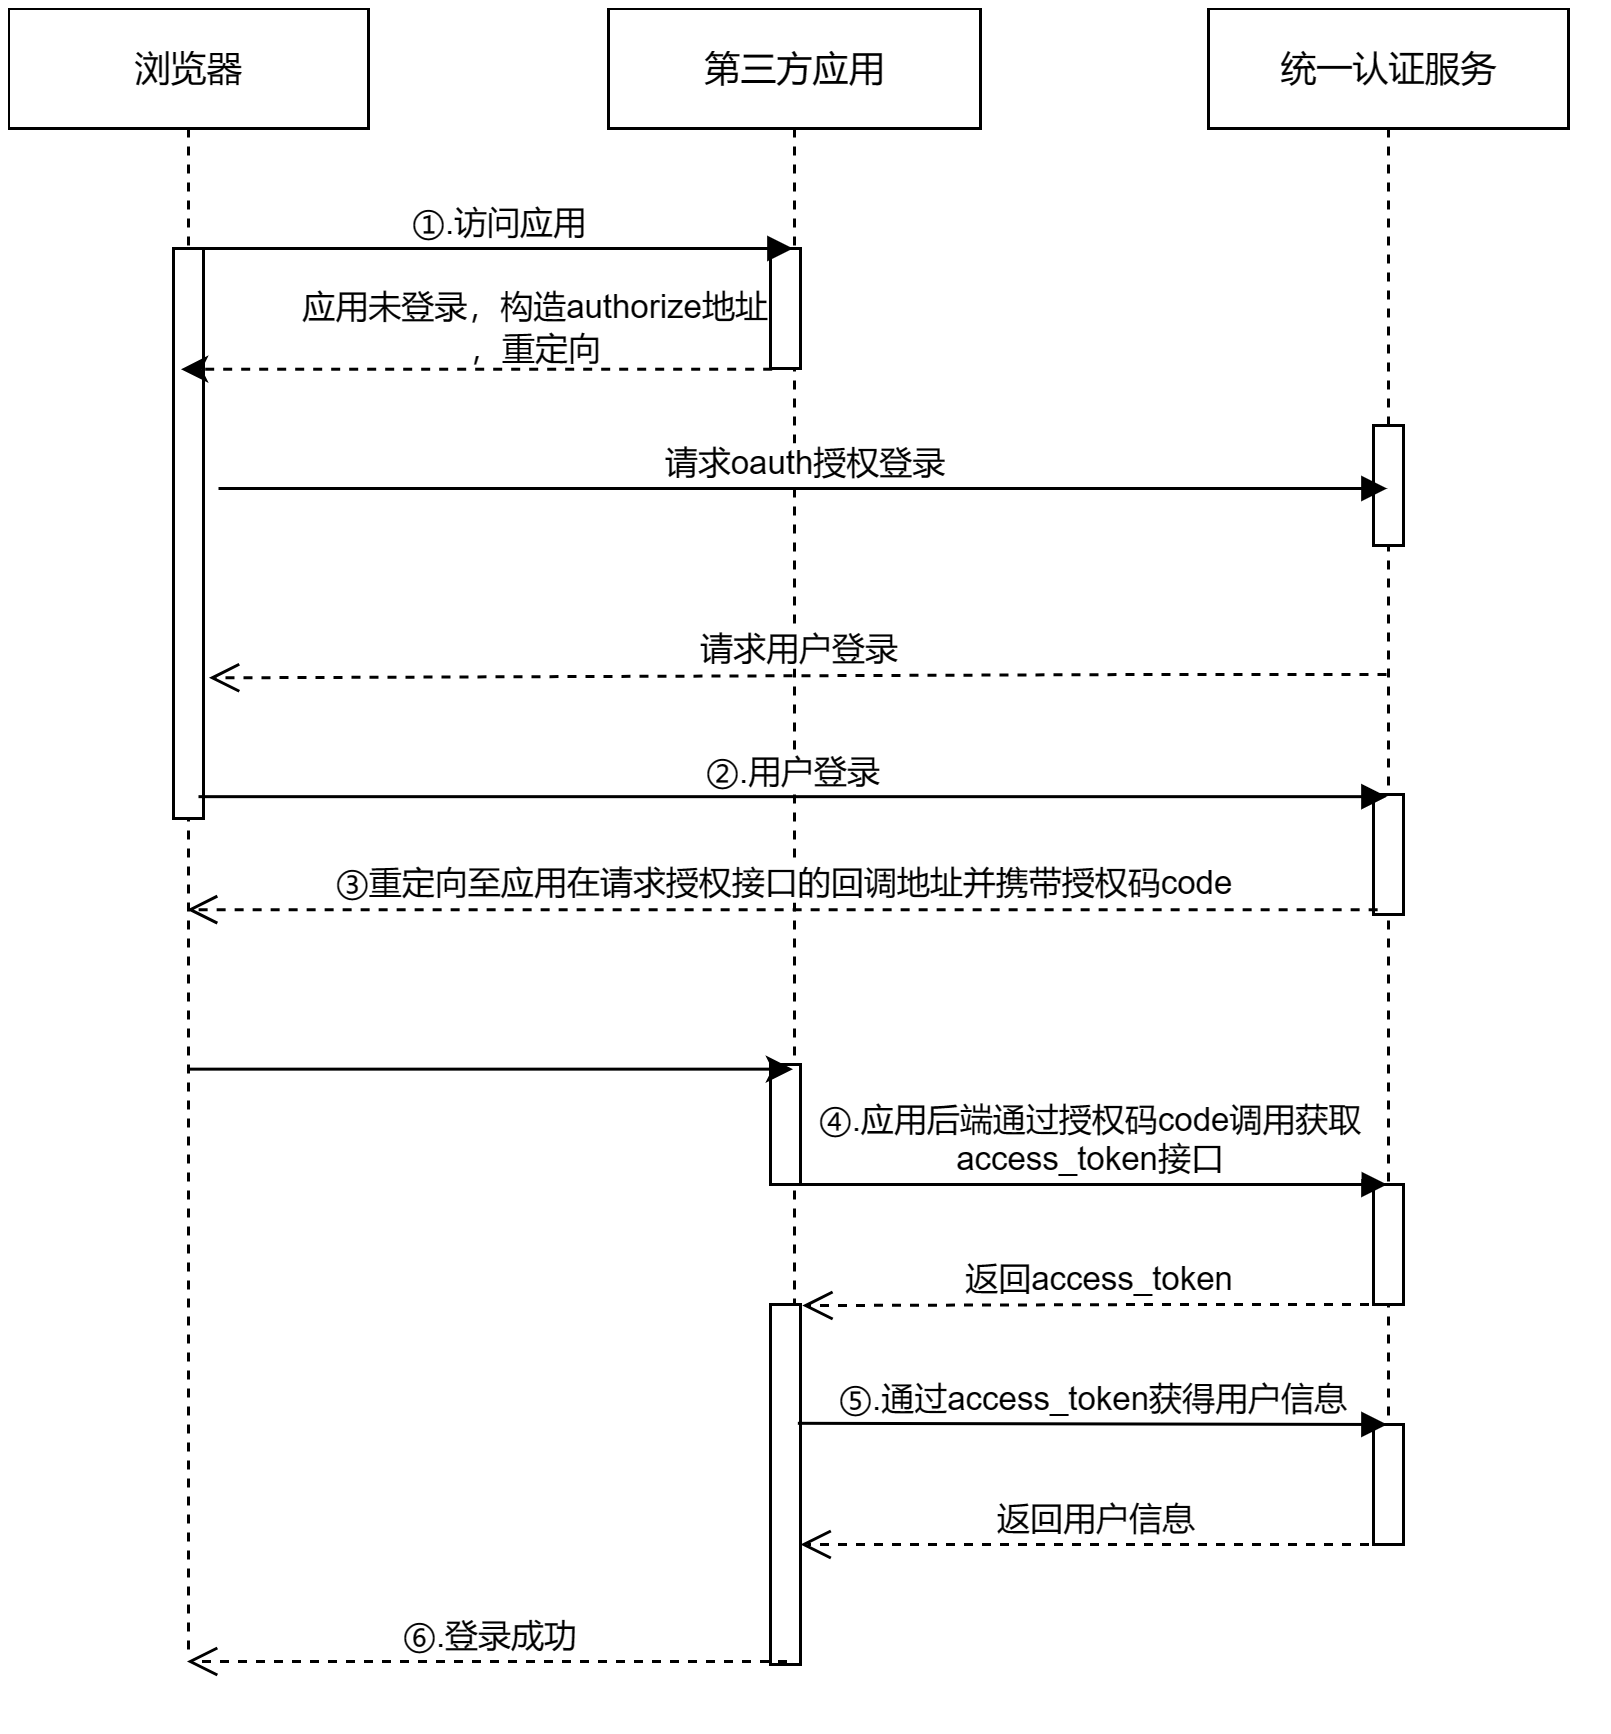 浏览器
第三方应用
统一认证服务
①.访问应用
应用未登录，构造authorize地址
，重定向
请求oauth授权登录
请求用户登录
②.用户登录
③重定向至应用在请求授权接口的回调地址并携带授权码code
④.应用后端通过授权码code调用获取
access_token接口
返回access_token
⑤.通过access_token获得用户信息
返回用户信息
⑥.登录成功